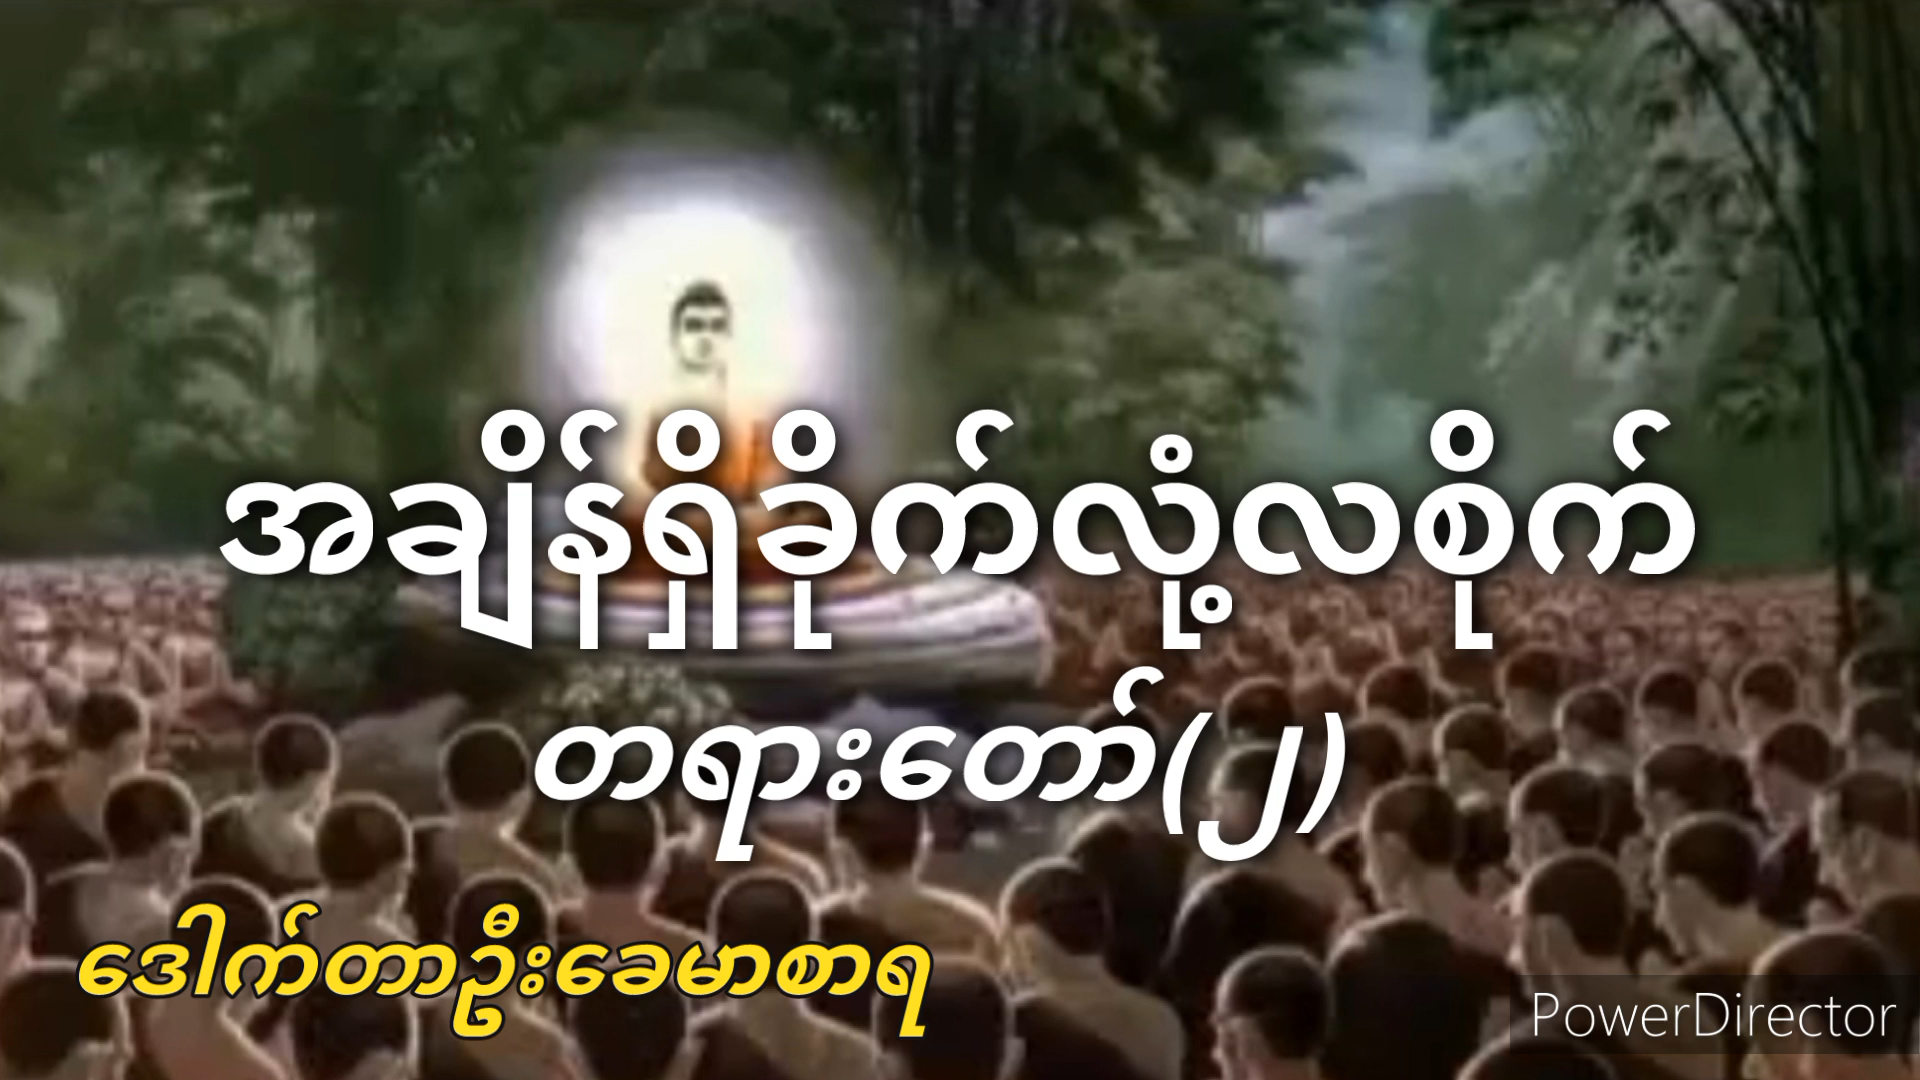 အချိန်ရှိခိုက်လုံ့လစိုက်
တရားတော်(၂)
ဒေါက်တာဦးခေမာစာရ
PowerDirector